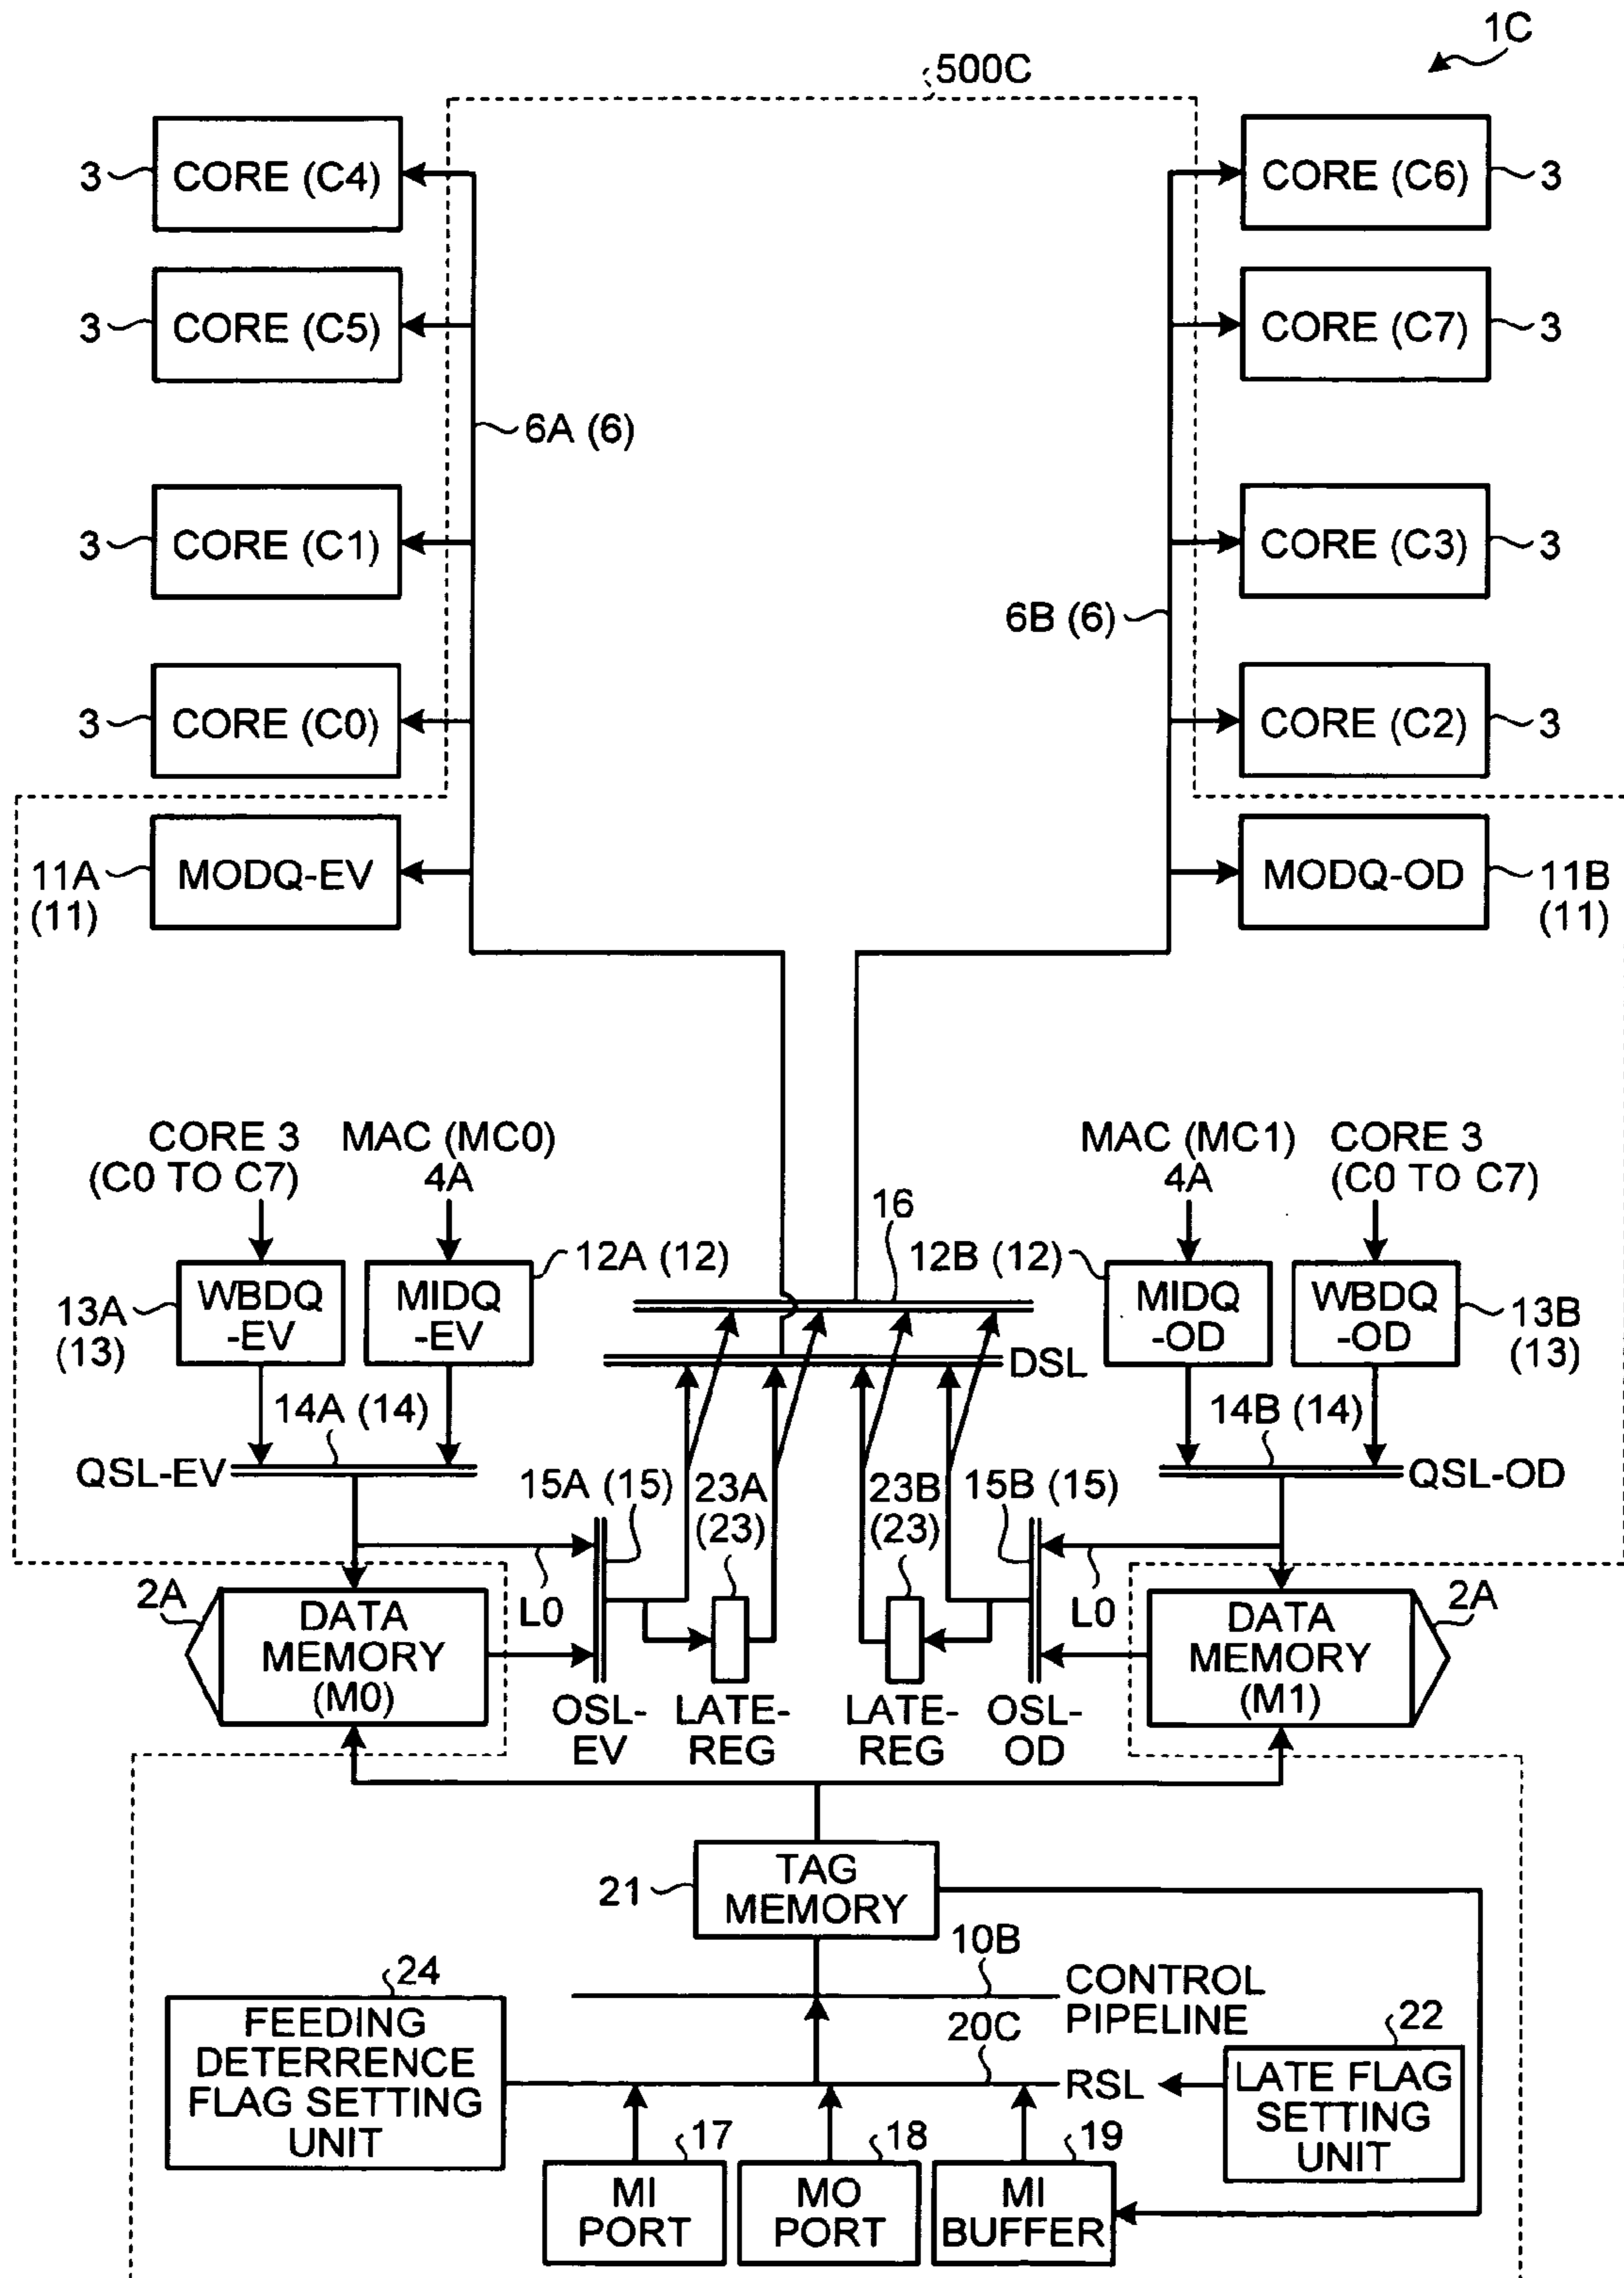 1C
500C
3 CORE (C4)
CORE (C6) 3
3 CORE (C5)
CORE (C7) 3
6A (6)
3 CORE (C1)
CORE (C3) 3
6B (6)
3 CORE (C0)
CORE (C2) 3
11A
(11)
MODQ-EV
MODQ-OD
11B
(11)
CORE 3
(C0 TO C7)
MAC (MC0)
4A
MAC (MC1)
4A
CORE 3
(C0 TO C7)
16
13A
(13)
WBDQ
-EV
MIDQ
-EV
12A (12)
12B (12)
MIDQ
-OD
WBDQ
-OD
13B
(13)
DSL
14A (14)
14B (14)
QSL-EV
QSL-OD
15A (15)
23A
(23)
23B
(23)
15B (15)
2A
DATA
MEMORY
(M0)
L0
L0
DATA
MEMORY
(M1)
2A
OSL-
EV
LATE-
REG
LATE-
REG
OSL-
OD
21
TAG
MEMORY
10B
CONTROL
PIPELINE
24
FEEDING
DETERRENCE
FLAG SETTING
UNIT
20C
RSL
22
LATE FLAG
SETTING
UNIT
17
MI
PORT
18
MO
PORT
19
MI
BUFFER